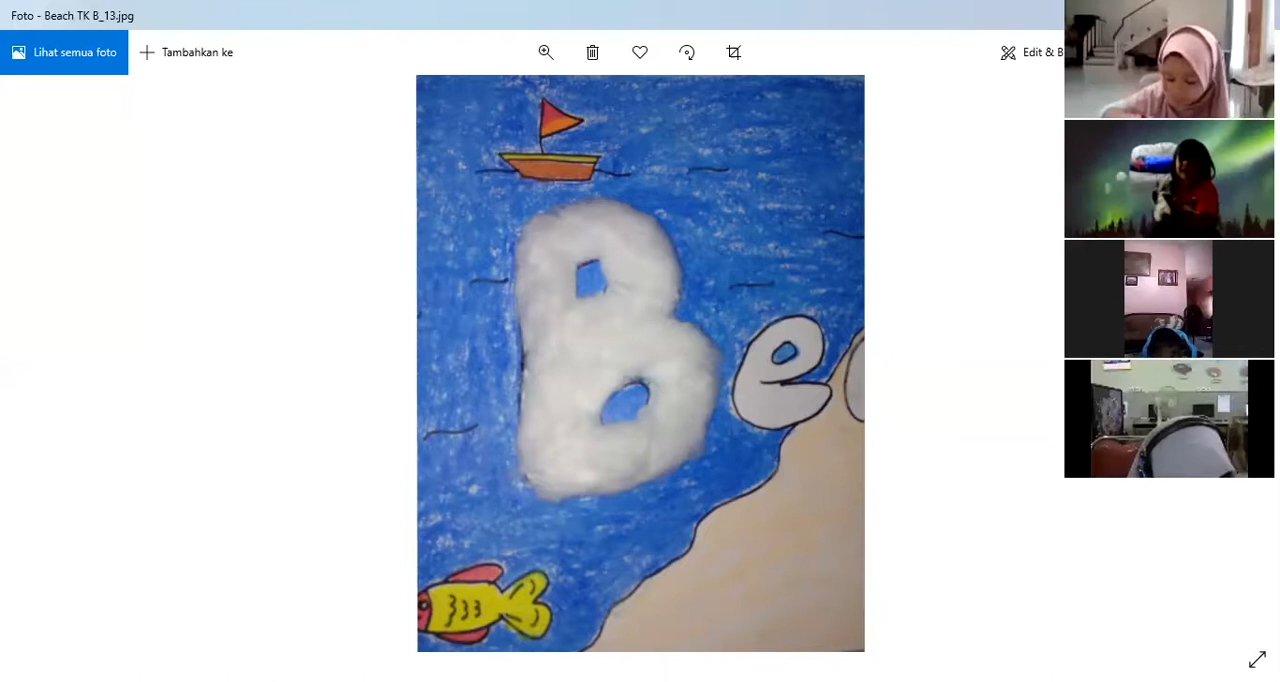 Foto - Beach TK B_13.jpg
Lihat semua foto
Tambahkan ke
Edit & B
Be